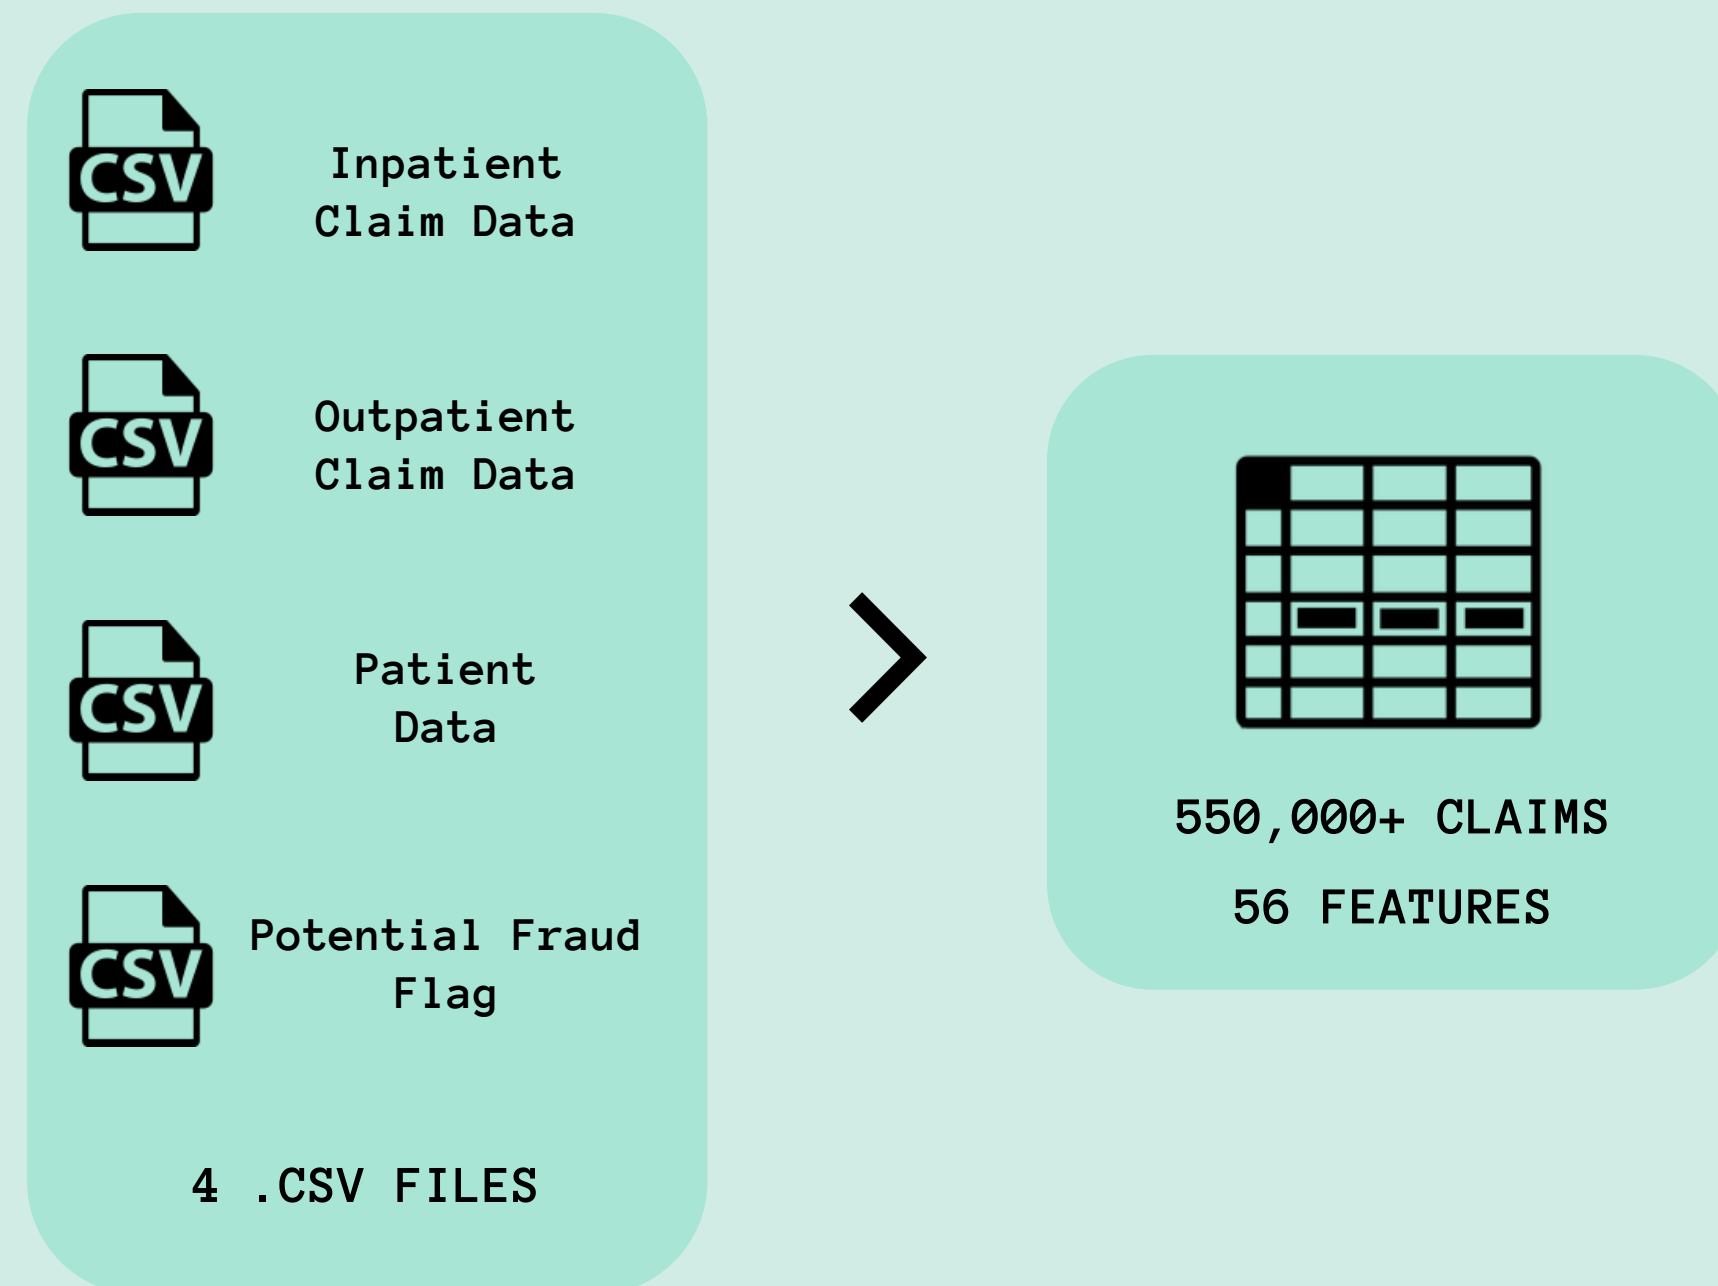 CSV
Inpatient
Claim Data
CSV
Outpatient
Claim Data
CSV
Patient
Data
CSV
Potential Fraud
Flag
4 .CSV FILES
550,000+ CLAIMS
56 FEATURES